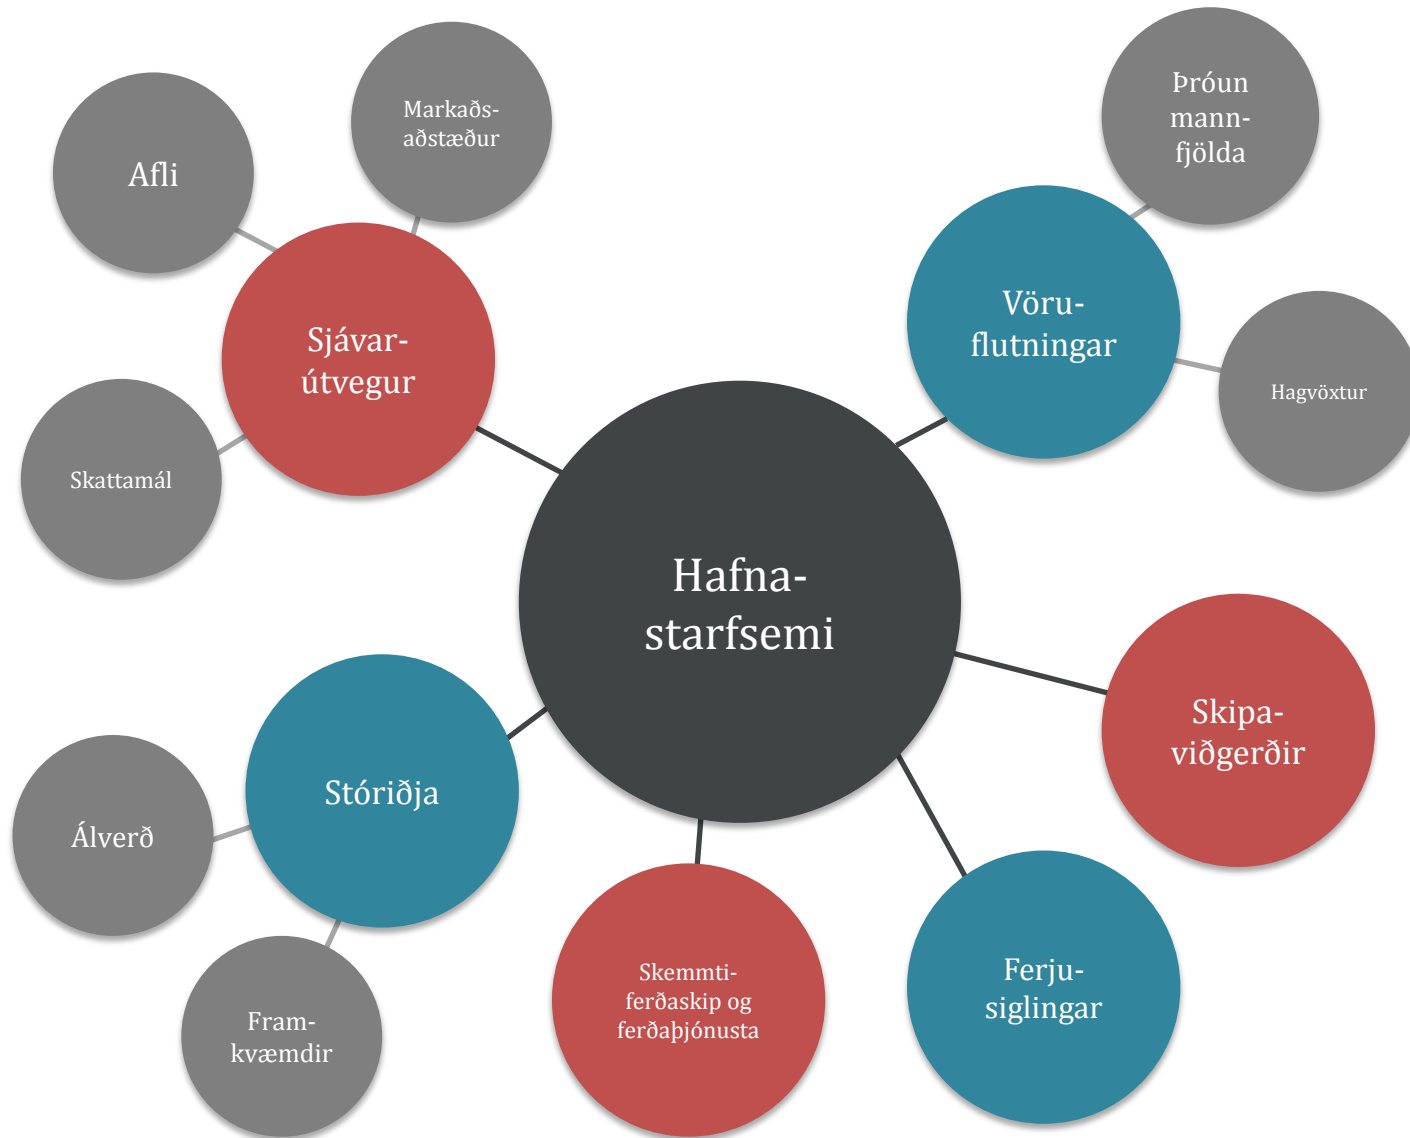 Afli
Markaðs-
aðstæður
Sjávar-
útvegur
Skattamál
Þróun
mann-
fjölda
Vöru-
flutningar
Hagvöxtur
Hafna-
starfsemi
Skipa-
viðgerðir
Stóriðja
Álverð
Fram-
kvæmdir
Skemmti-
ferðaskip og
ferðaþjónusta
Ferju-
siglingar